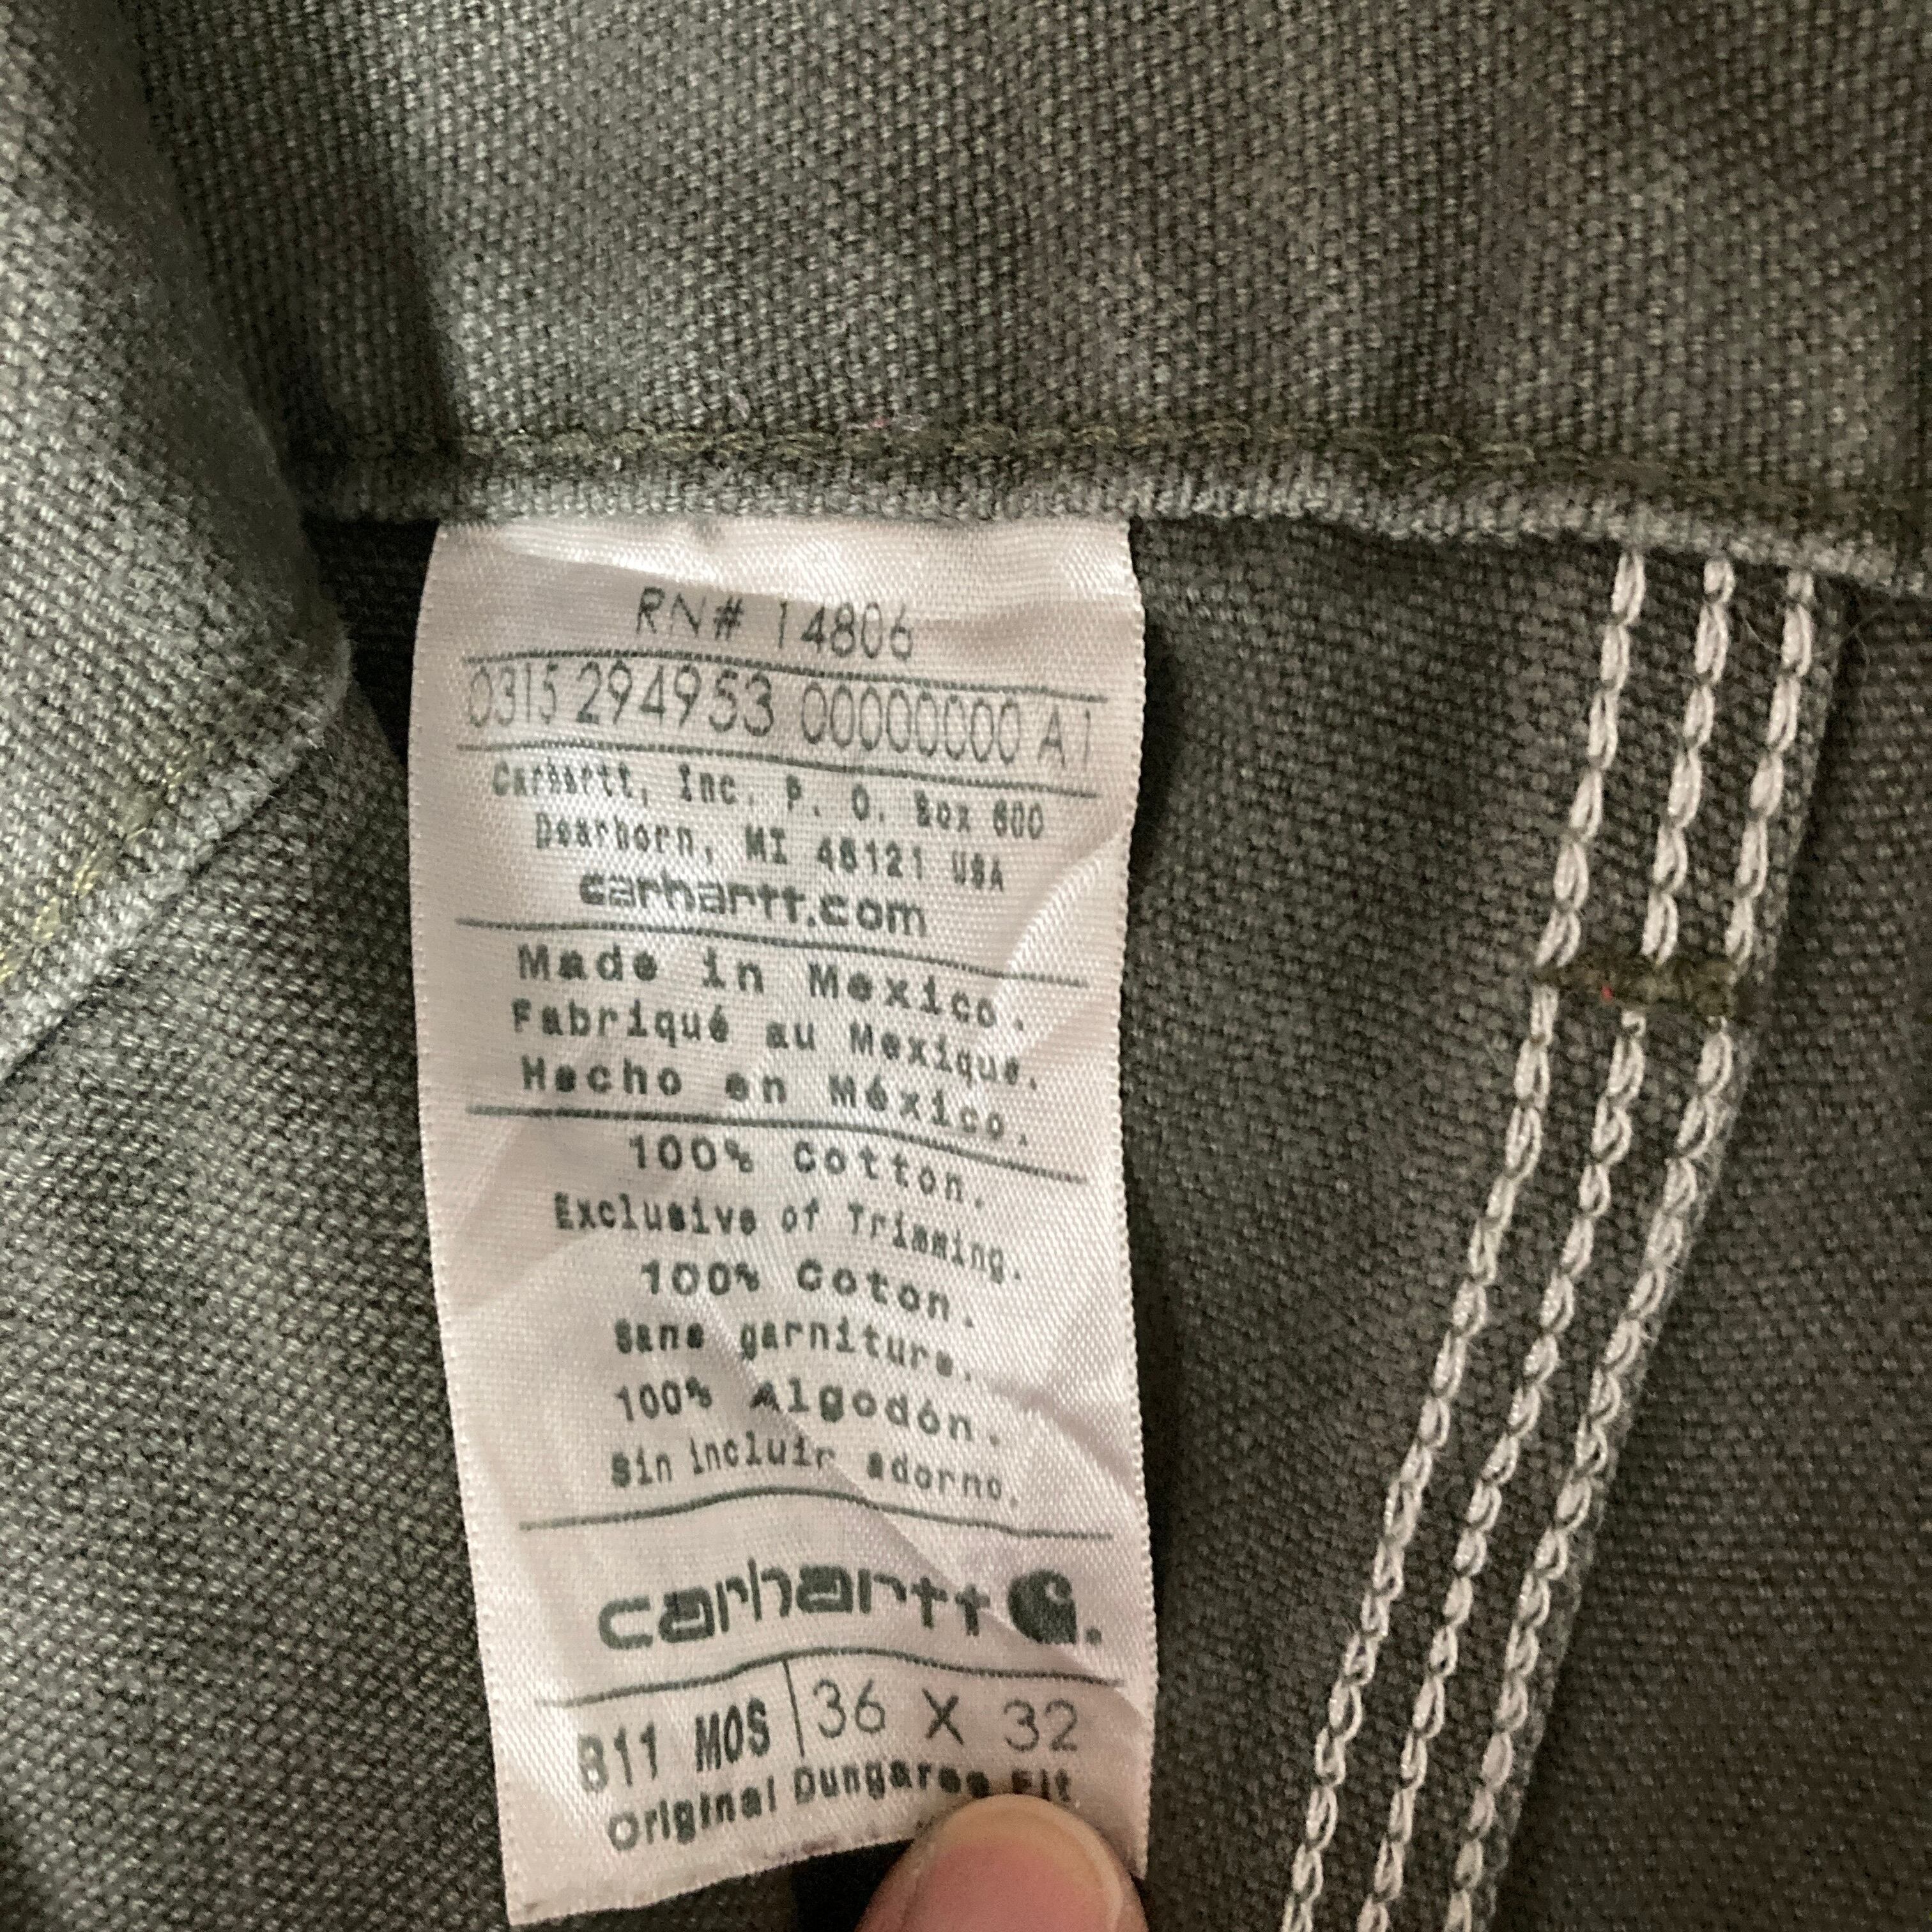 RN# 14806
0315 294953 00000000 A1
Carhartt, Inc. P. O. Box 600
Dearborn, MI 48121 USA
carhartt.com
Made in Mexico.
Fabriqué au Mexique.
Hecho en México.
100% Cotton.
Exclusive of Trimming.
100% Coton.
Sans garniture.
100% Algodón.
Sin incluir adorno.
carhartt
B11 MOS 36 X 32
Original Dungaree Fit